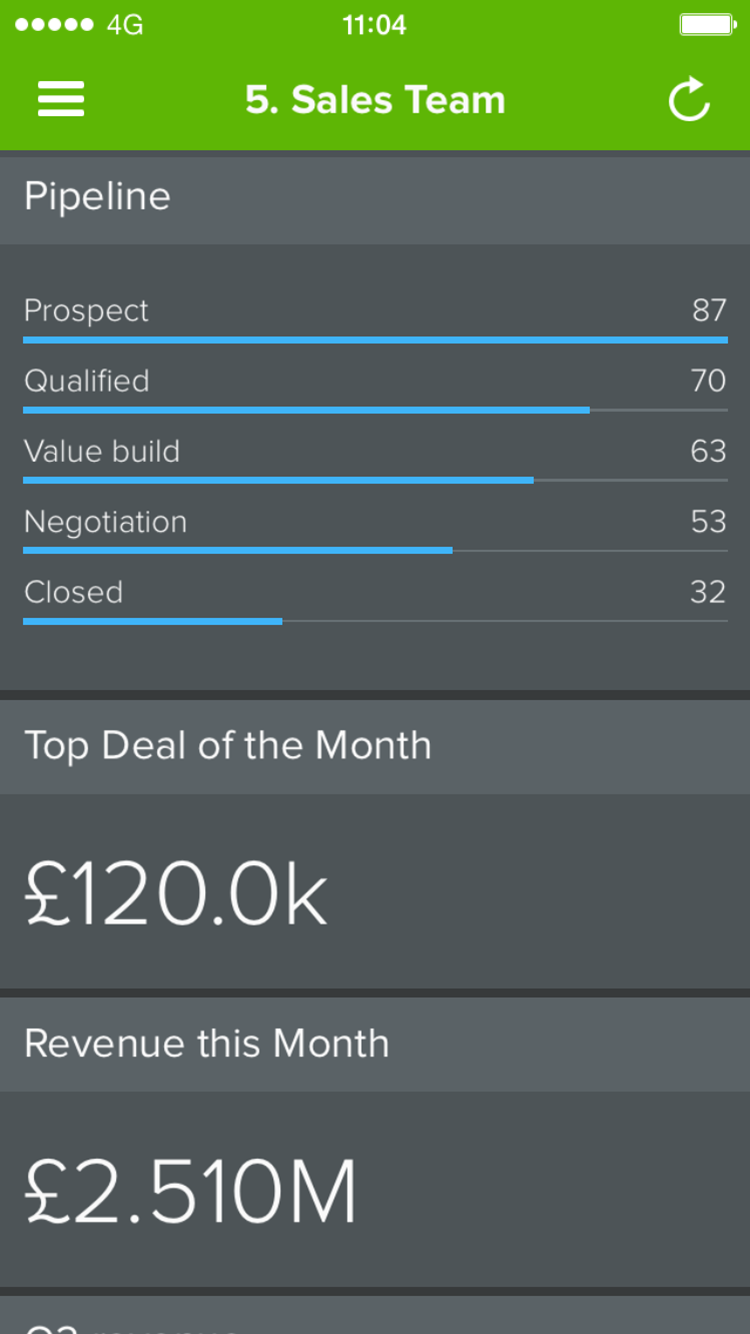 4G 11:04
5. Sales Team
Pipeline
Prospect 87
Qualified 70
Value build 63
Negotiation 53
Closed 32
Top Deal of the Month
£120.0k
Revenue this Month
£2.510M